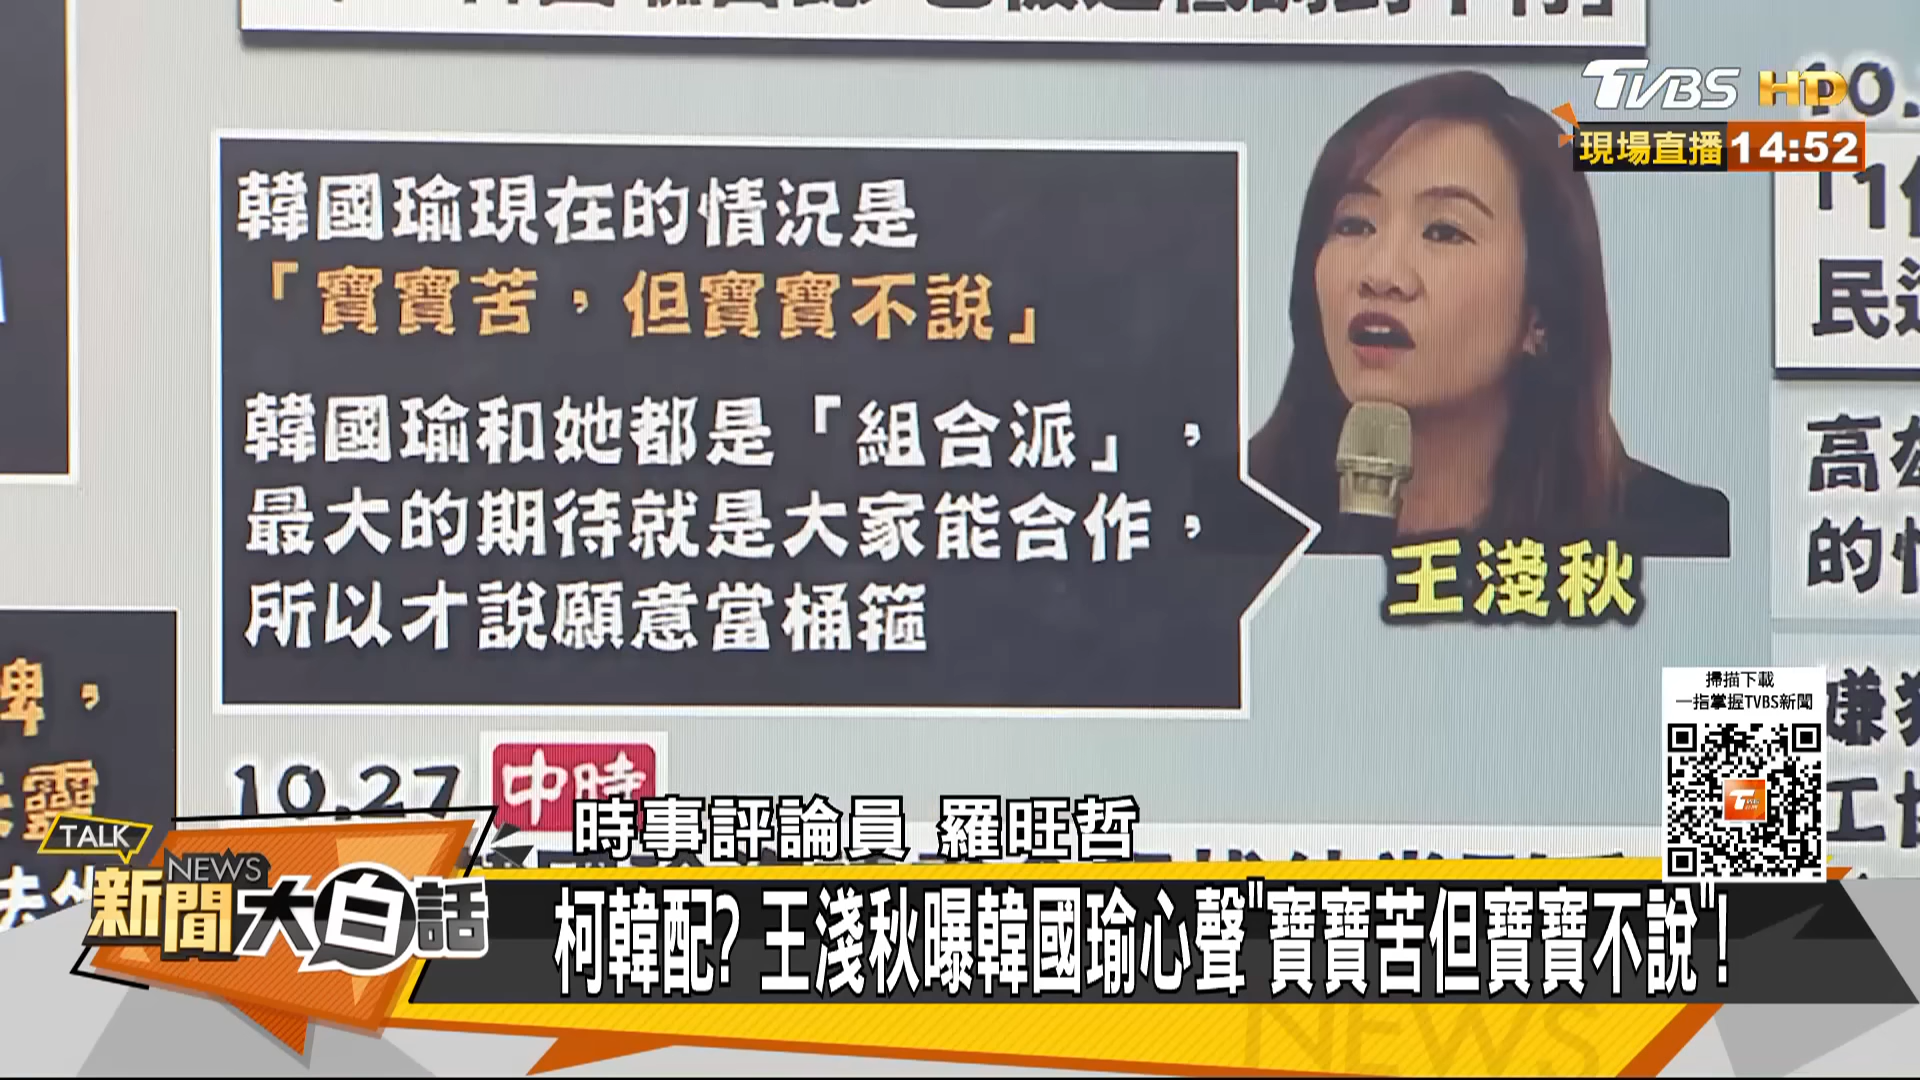 TVBS HD
現場直播 14:52
韓國瑜現在的情況是
「寶寶苦，但寶寶不說」
韓國瑜和她都是「組合派」，
最大的期待就是大家能合作，
所以才說願意當桶箍
王淺秋
高雄
的情
掃描下載
一指掌握TVBS新聞
10.27 中時
時事評論員 羅旺哲
TALK
NEWS
新聞大白話
柯韓配? 王淺秋曝韓國瑜心聲"寶寶苦但寶寶不說"!
NEWS